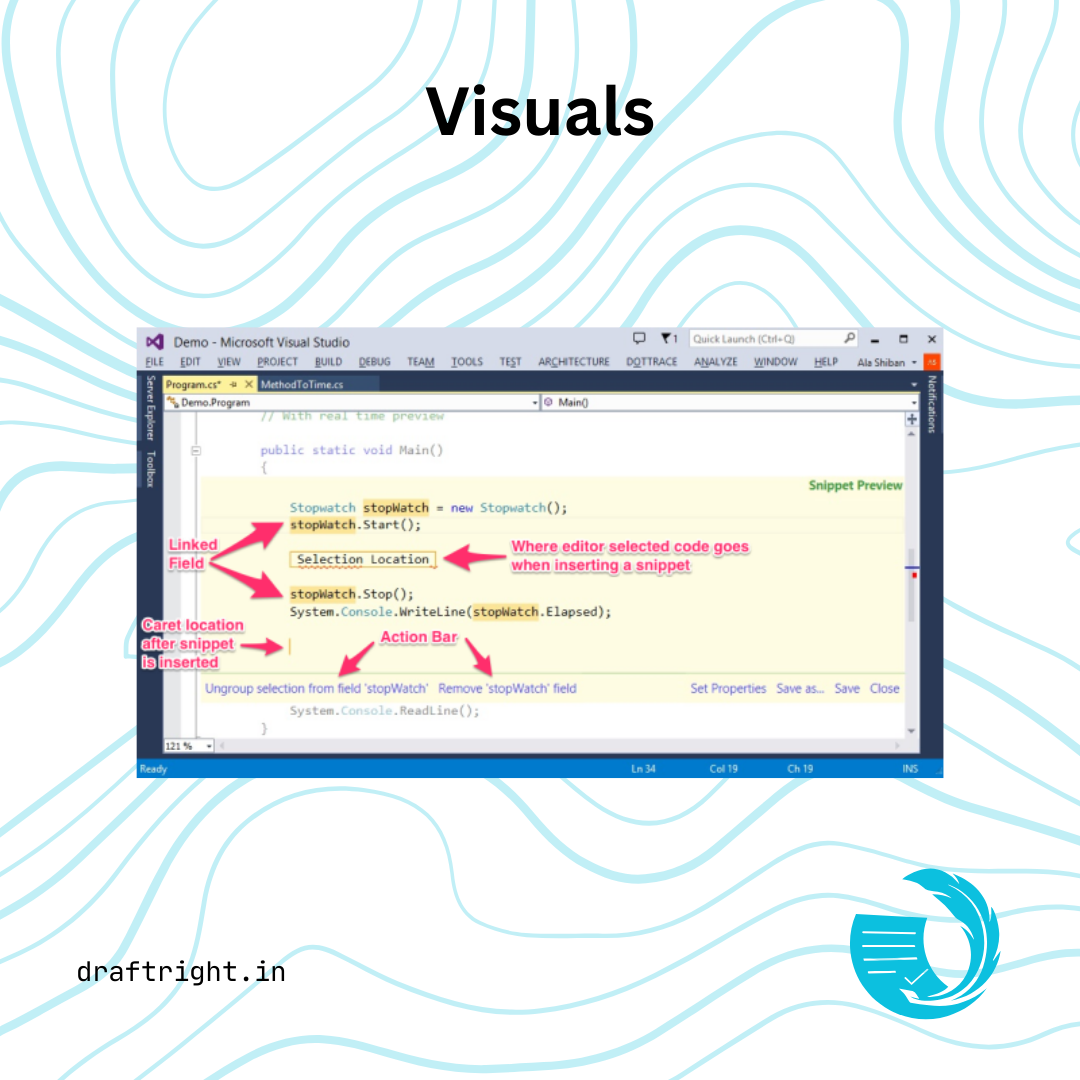 Visuals
Demo - Microsoft Visual Studio
1
Quick Launch (Ctrl+Q)
FILE EDIT VIEW PROJECT BUILD DEBUG TEAM TOOLS TEST ARCHITECTURE DOTTRACE ANALYZE WINDOW HELP Ala Shiban AS
Server Explorer
Toolbox
Notifications
Program.cs* MethodToTime.cs
Demo.Program Main()
// With real time preview
public static void Main()
{
Snippet Preview
Stopwatch stopWatch = new Stopwatch();
stopWatch.Start();
Linked
Field
Selection Location
Where editor selected code goes
when inserting a snippet
stopWatch.Stop();
System.Console.WriteLine(stopWatch.Elapsed);
Caret location
after snippet
is inserted
Action Bar
Ungroup selection from field 'stopWatch' Remove 'stopWatch' field Set Properties Save as... Save Close
System.Console.ReadLine();
}
121 %
Ready Ln 34 Col 19 Ch 19 INS
draftright.in